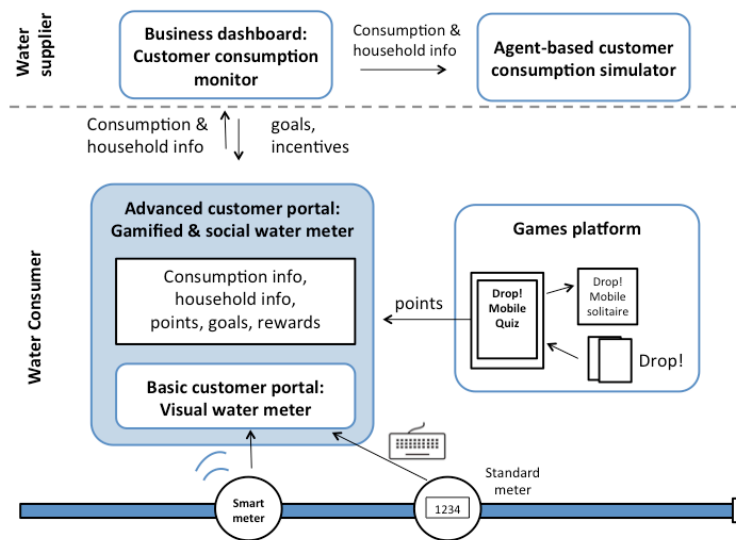 Water
supplier
Business dashboard:
Customer consumption
monitor
Consumption &
household info
Agent-based customer
consumption simulator
Consumption &
household info
goals,
incentives
Water Consumer
Advanced customer portal:
Gamified & social water meter
Consumption info,
household info,
points, goals, rewards
Basic customer portal:
Visual water meter
points
Games platform
Drop!
Mobile
Quiz
Drop!
Mobile
solitaire
Drop!
Smart
meter
1234
Standard
meter